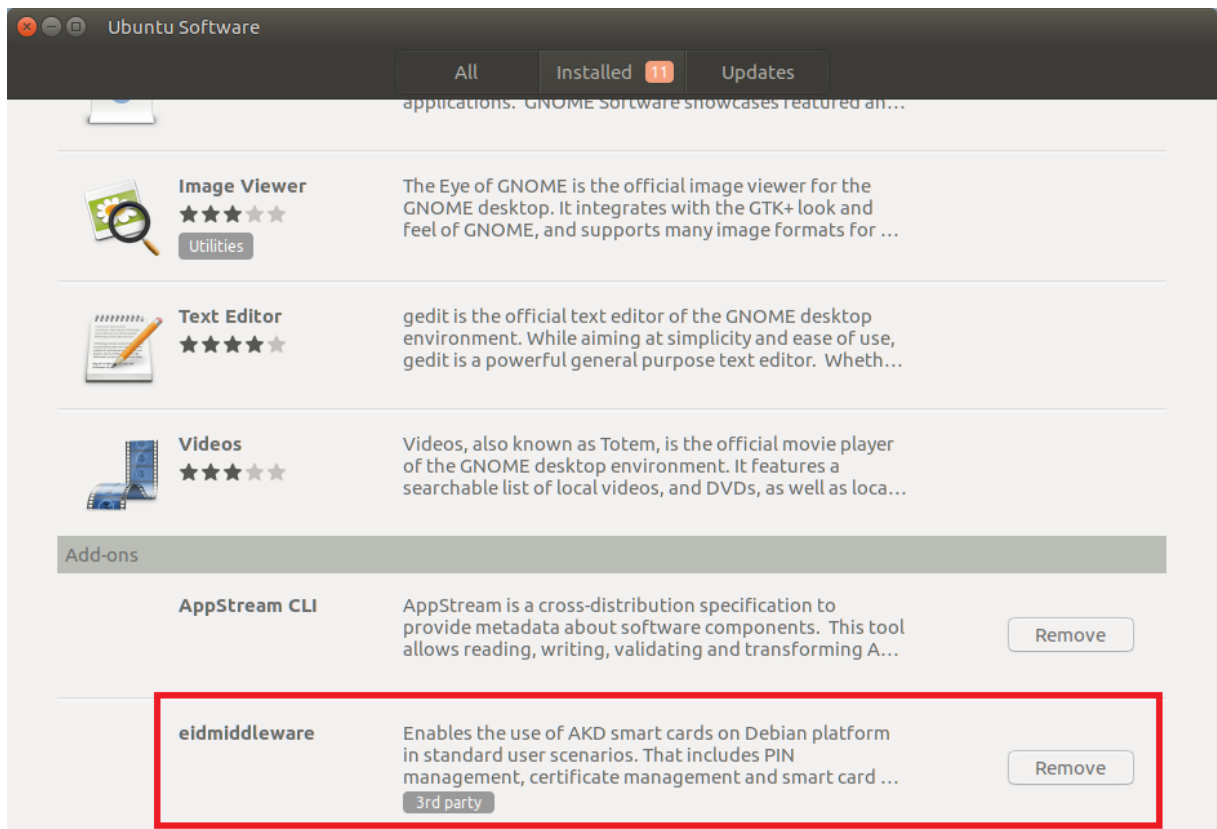 Ubuntu Software
All
Installed 11
Updates
applications. GNOME Software showcases featured an…
Image Viewer
Utilities
The Eye of GNOME is the official image viewer for the
GNOME desktop. It integrates with the GTK+ look and
feel of GNOME, and supports many image formats for …
Text Editor
gedit is the official text editor of the GNOME desktop
environment. While aiming at simplicity and ease of use,
gedit is a powerful general purpose text editor. Wheth…
Videos
Videos, also known as Totem, is the official movie player
of the GNOME desktop environment. It features a
searchable list of local videos, and DVDs, as well as loca…
Add-ons
AppStream CLI
AppStream is a cross-distribution specification to
provide metadata about software components. This tool
allows reading, writing, validating and transforming A…
Remove
eidmiddleware
Enables the use of AKD smart cards on Debian platform
in standard user scenarios. That includes PIN
management, certificate management and smart card …
3rd party
Remove